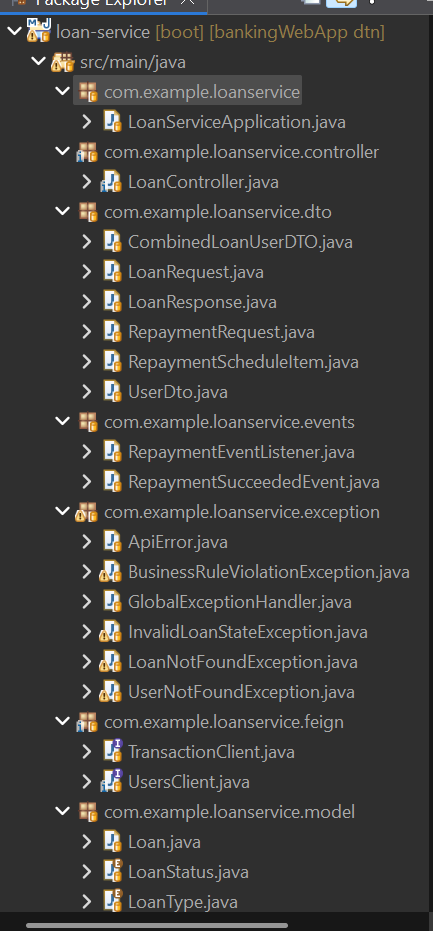 Package Explorer
loan-service [boot] [bankingWebApp dtn]
src/main/java
com.example.loanservice
LoanServiceApplication.java
com.example.loanservice.controller
LoanController.java
com.example.loanservice.dto
CombinedLoanUserDTO.java
LoanRequest.java
LoanResponse.java
RepaymentRequest.java
RepaymentScheduleItem.java
UserDto.java
com.example.loanservice.events
RepaymentEventListener.java
RepaymentSucceededEvent.java
com.example.loanservice.exception
ApiError.java
BusinessRuleViolationException.java
GlobalExceptionHandler.java
InvalidLoanStateException.java
LoanNotFoundException.java
UserNotFoundException.java
com.example.loanservice.feign
TransactionClient.java
UsersClient.java
com.example.loanservice.model
Loan.java
LoanStatus.java
LoanType.java